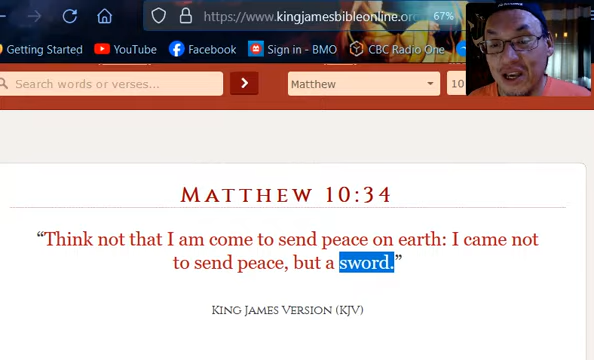 https://www.kingjamesbibleonline.or
67%
Getting Started
YouTube
Facebook
Sign in - BMO
CBC Radio One
Search words or verses...
Matthew
10
MATTHEW 10:34
“Think not that I am come to send peace on earth: I came not
to send peace, but a sword.”
KING JAMES VERSION (KJV)